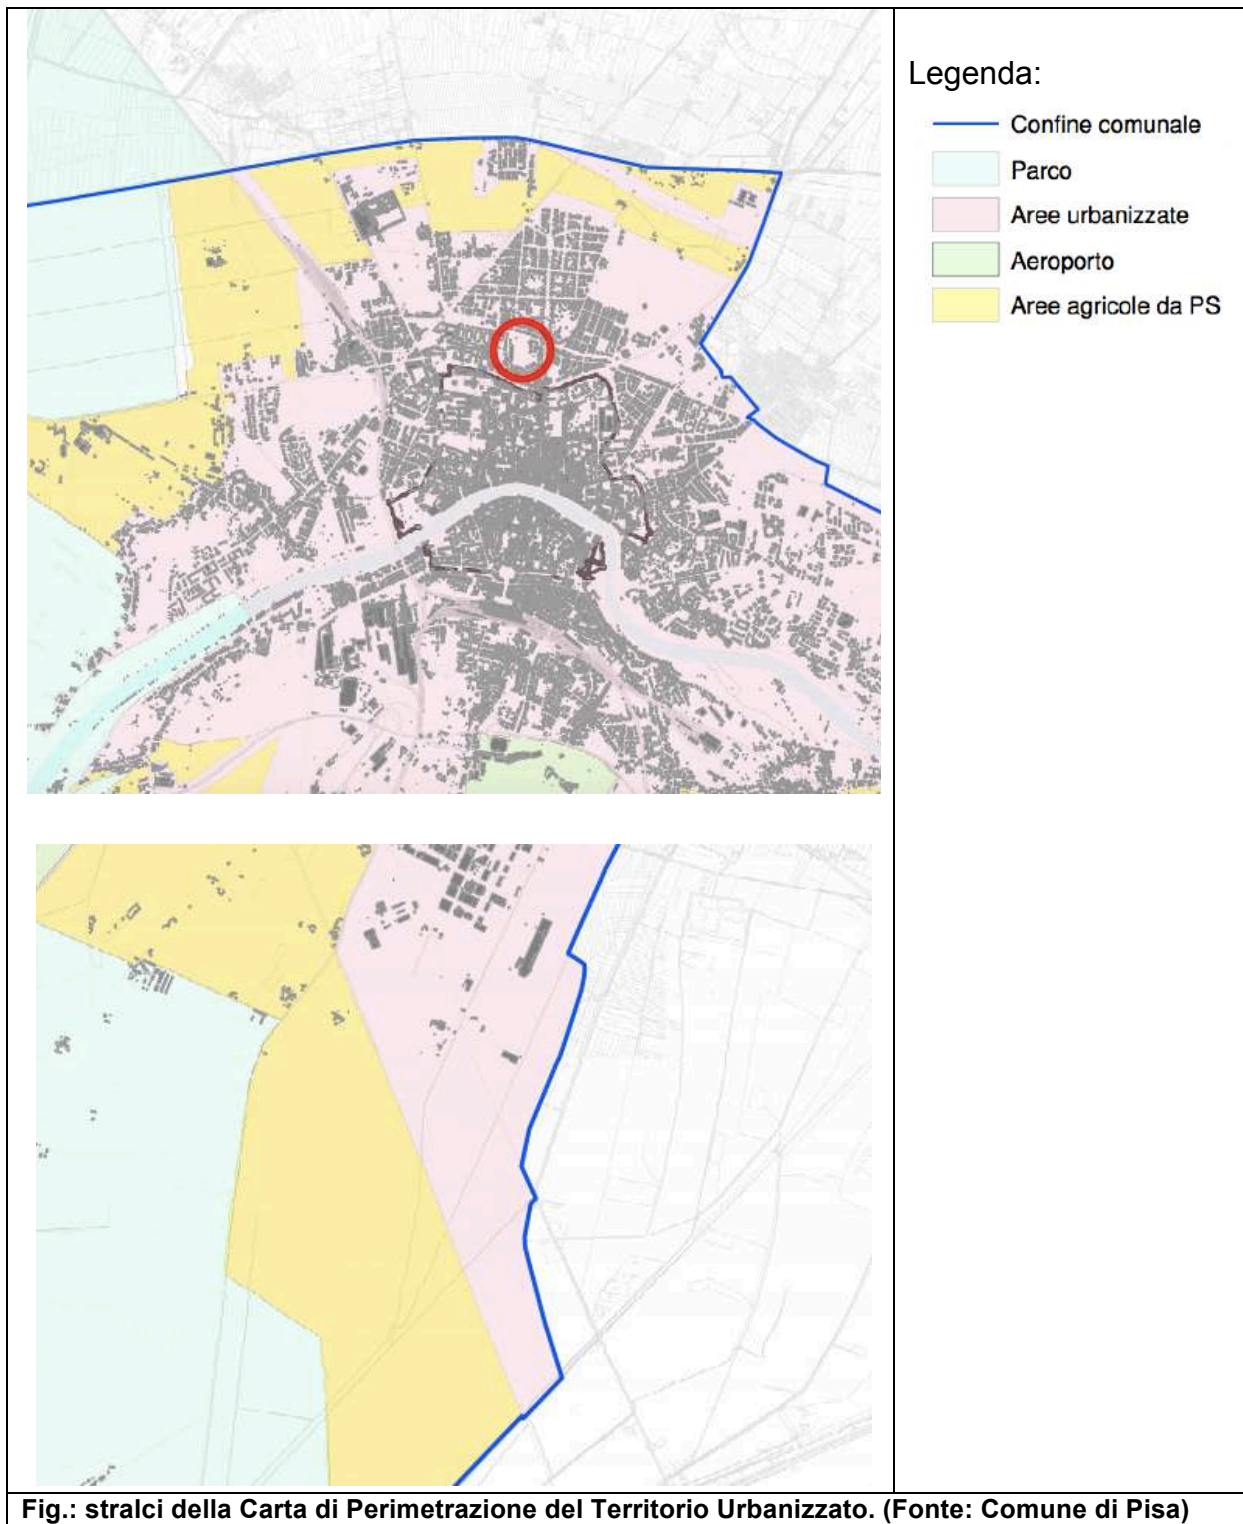 Legenda:
Confine comunale
Parco
Aree urbanizzate
Aeroporto
Aree agricole da PS
Fig.: stralci della Carta di Perimetrazione del Territorio Urbanizzato. (Fonte: Comune di Pisa)